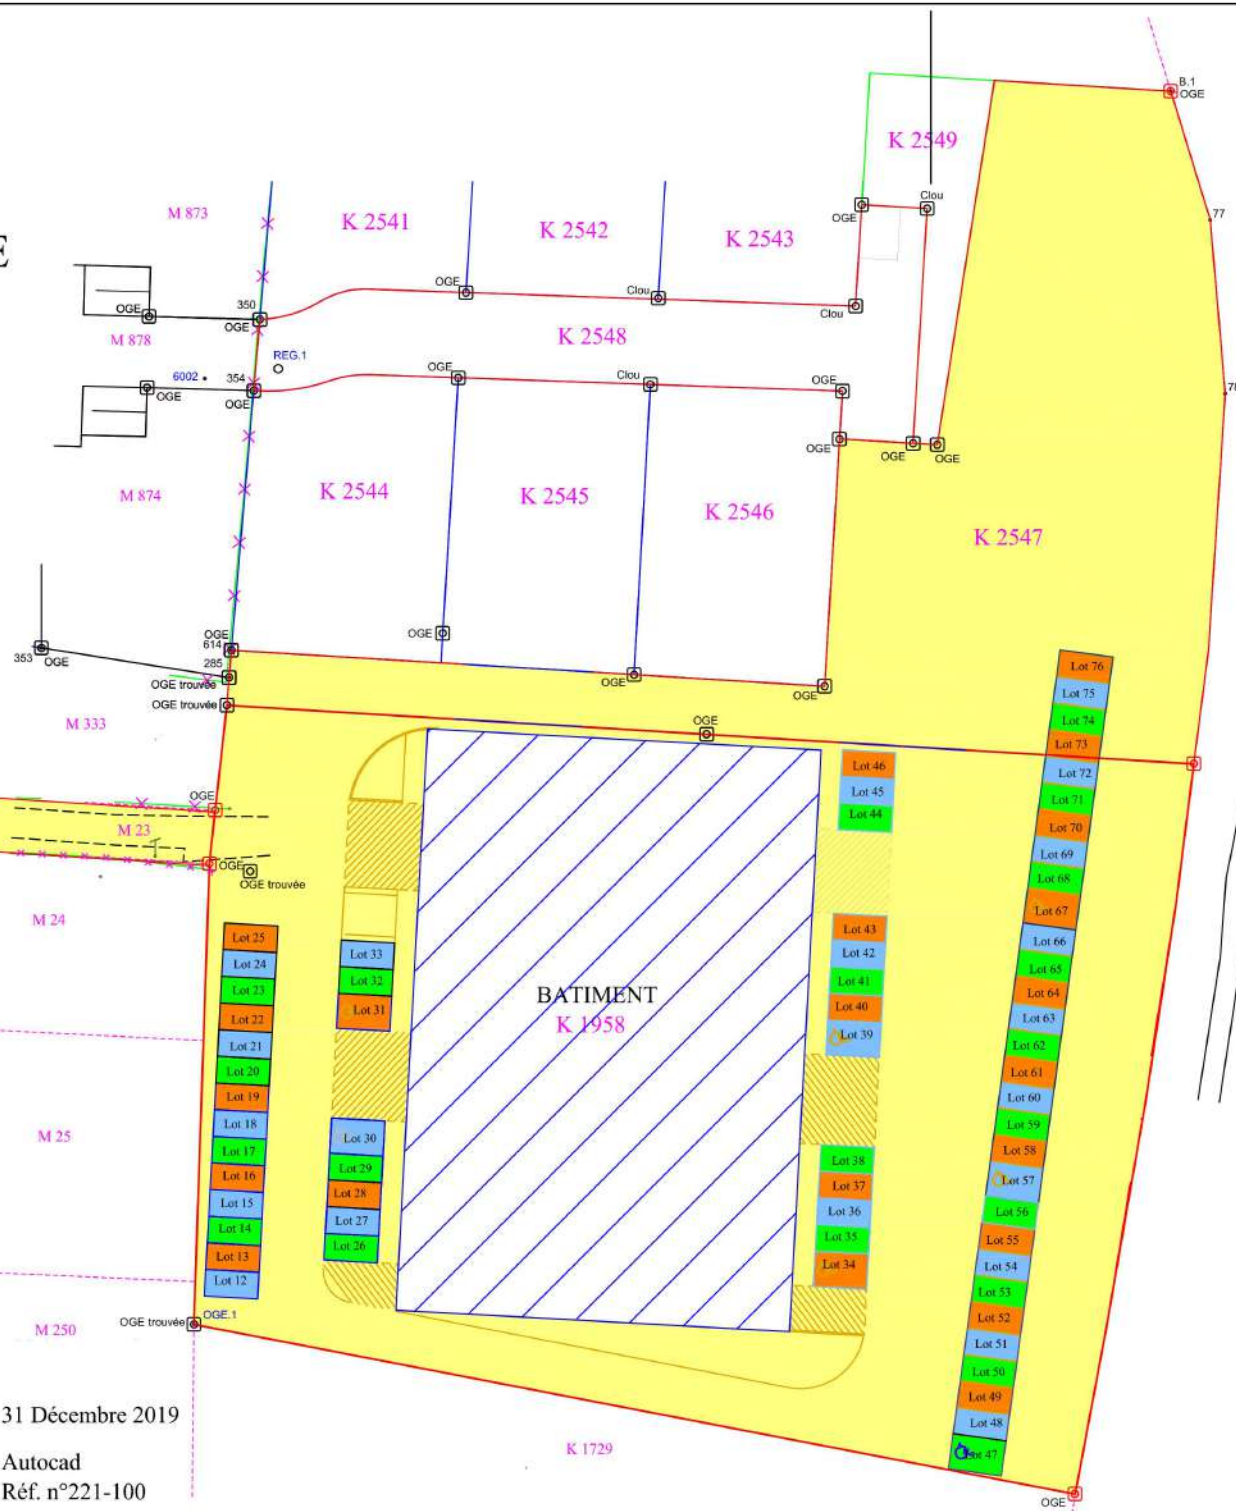 B.1
OGE
K 2549
Clou
OGE
M 873
K 2541
K 2542
K 2543
77
E
OGE
Clou
Clou
350
OGE
OGE
M 878
K 2548
REG.1
6002
354
OGE
OGE
OGE
Clou
OGE
78
OGE
OGE
OGE
M 874
K 2544
K 2545
K 2546
K 2547
OGE
614
OGE
353
OGE
285
OGE trouvée
OGE trouvée
OGE
OGE
M 333
OGE
Lot 76
Lot 75
Lot 74
Lot 73
Lot 72
Lot 71
Lot 70
Lot 69
Lot 68
Lot 67
Lot 66
Lot 65
Lot 64
Lot 63
Lot 62
Lot 61
Lot 60
Lot 59
Lot 58
Lot 57
Lot 56
Lot 55
Lot 54
Lot 53
Lot 52
Lot 51
Lot 50
Lot 49
Lot 48
Lot 47
Lot 46
Lot 45
Lot 44
Lot 43
Lot 42
Lot 41
Lot 40
Lot 39
Lot 38
Lot 37
Lot 36
Lot 35
Lot 34
OGE
M 23
OGE
OGE trouvée
M 24
Lot 25
Lot 24
Lot 23
Lot 22
Lot 21
Lot 20
Lot 19
Lot 18
Lot 17
Lot 16
Lot 15
Lot 14
Lot 13
Lot 12
Lot 33
Lot 32
Lot 31
Lot 30
Lot 29
Lot 28
Lot 27
Lot 26
BATIMENT
K 1958
M 25
OGE trouvée
OGE.1
M 250
31 Décembre 2019
Autocad
Réf. n°221-100
K 1729
OGE